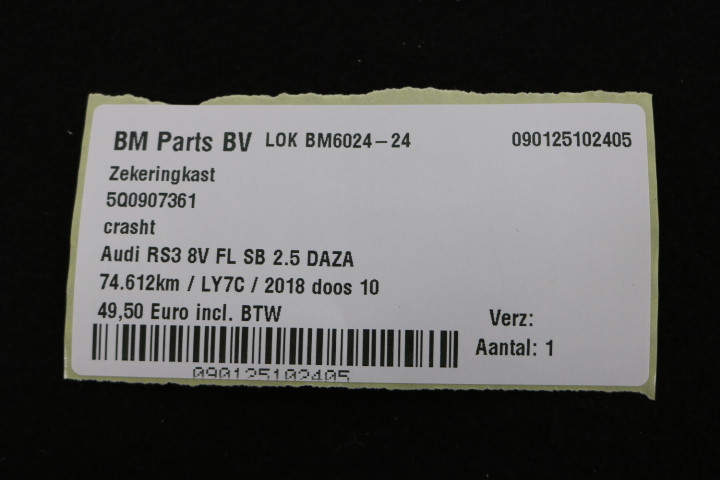 BM Parts BV LOK BM6024-24 090125102405
Zekeringkast
5Q0907361
crasht
Audi RS3 8V FL SB 2.5 DAZA
74.612km / LY7C / 2018 doos 10
49,50 Euro incl. BTW
Verz:
Aantal: 1
090125102405